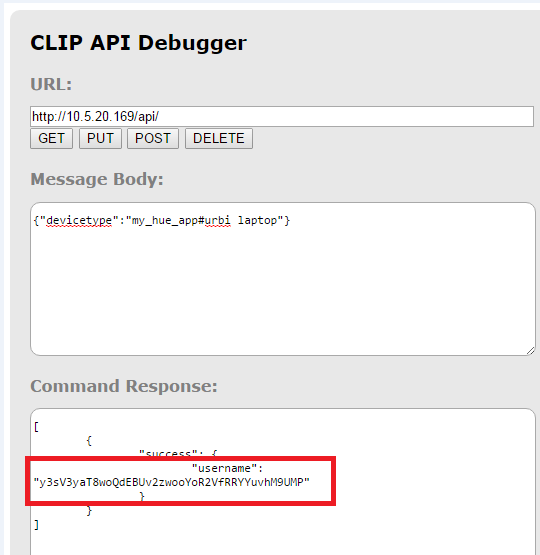 CLIP API Debugger
URL:
http://10.5.20.169/api/
GET PUT POST DELETE
Message Body:
{"devicetype":"my_hue_app#urbi laptop"}
Command Response:
[
{
"success": {
"username":
"y3sV3yaT8woQdEBUv2zwooYoR2VfRRYYuvhM9UMP"
}
}
]